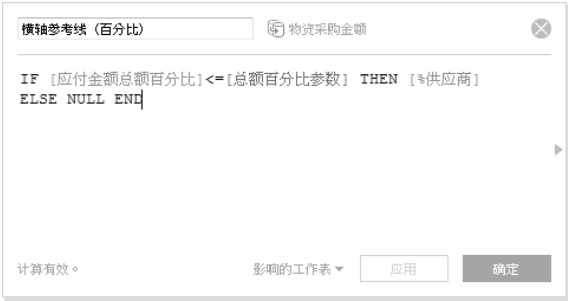 横轴参考线（百分比） 物资采购金额
IF [应付金额总额百分比]<=[总额百分比参数] THEN [%供应商]
ELSE NULL END
计算有效。 影响的工作表 应用 确定